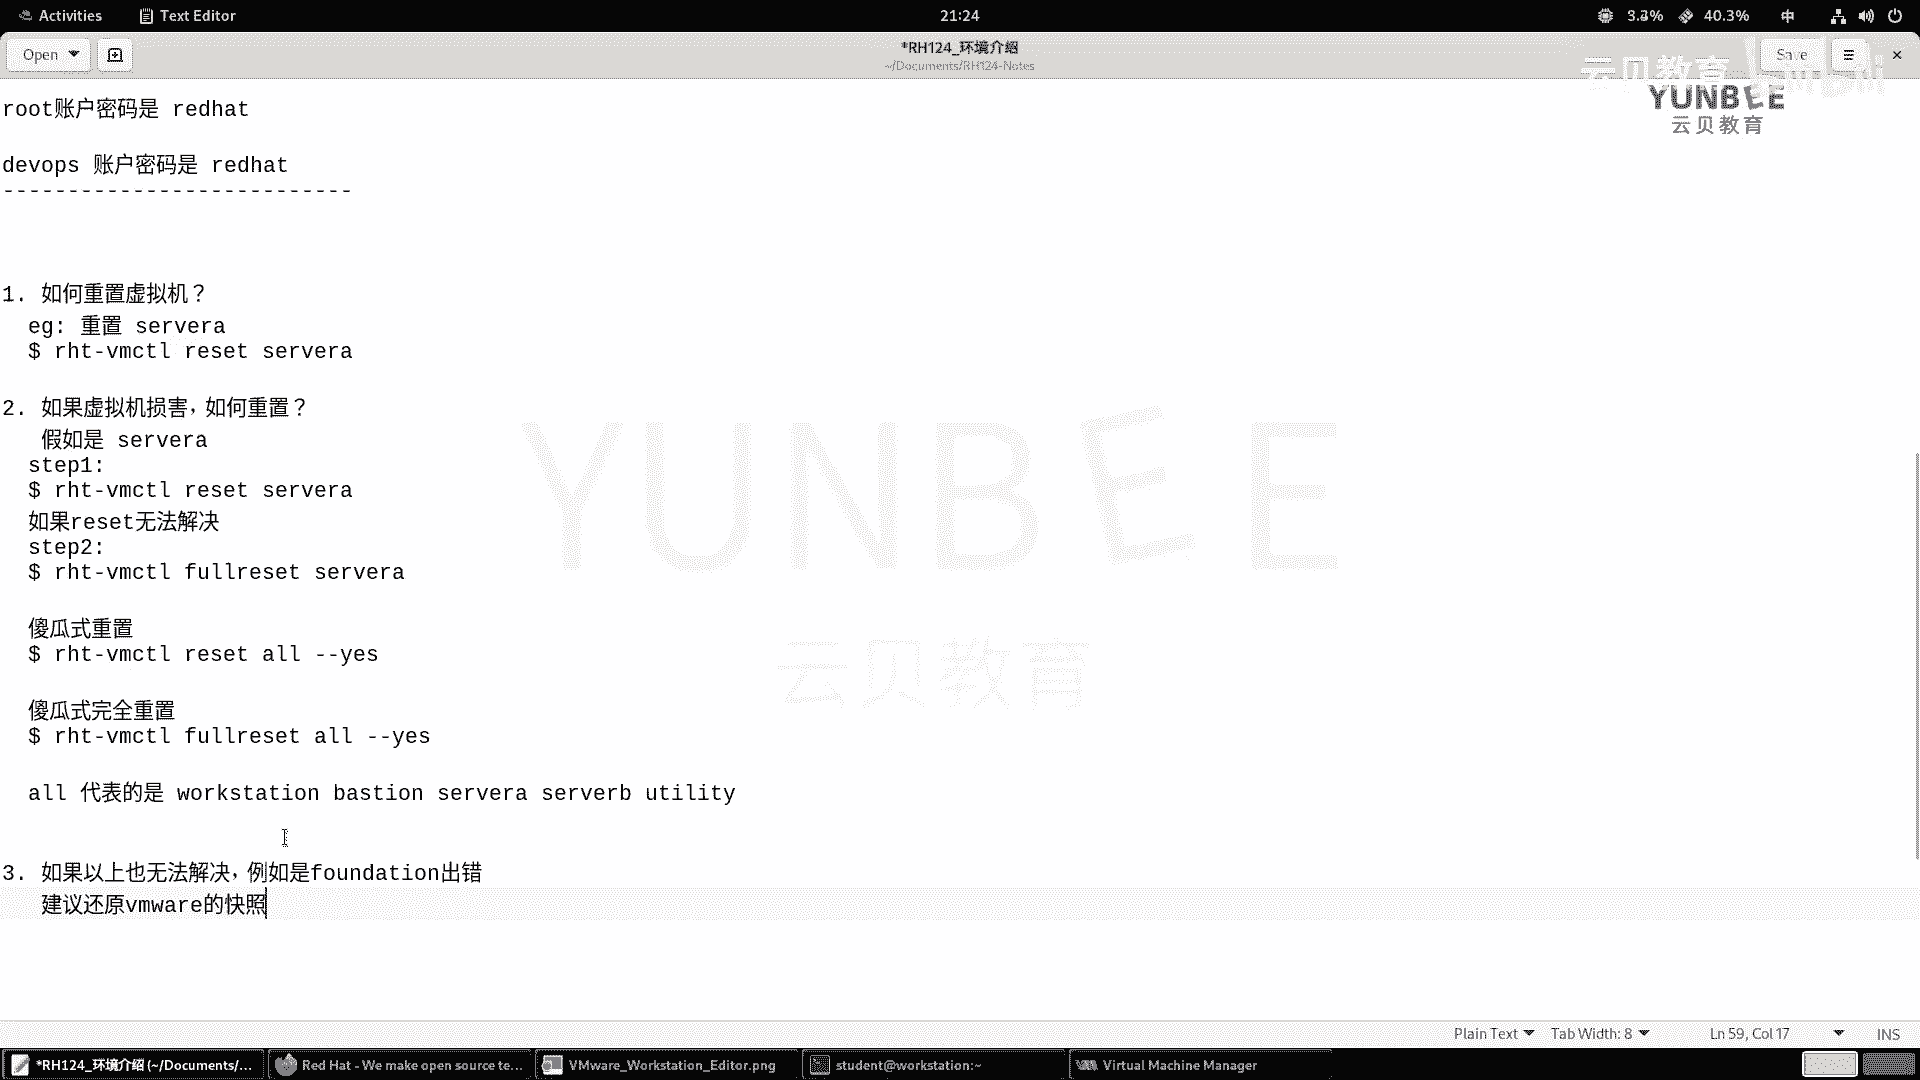 Activities
Text Editor
21:24
3.3%
40.3%
中
Open
*RH124_环境介绍
~/Documents/RH124-Notes
Save
云贝教育
YUNBEE
云贝教育
root账户密码是 redhat
devops 账户密码是 redhat
---------------------------
1. 如何重置虚拟机？
eg: 重置 servera
$ rht-vmctl reset servera
2. 如果虚拟机损害，如何重置？
假如是 servera
step1:
$ rht-vmctl reset servera
如果reset无法解决
step2:
$ rht-vmctl fullreset servera
傻瓜式重置
$ rht-vmctl reset all --yes
傻瓜式完全重置
$ rht-vmctl fullreset all --yes
all 代表的是 workstation bastion servera serverb utility
3. 如果以上也无法解决，例如是foundation出错
建议还原vmware的快照
YUNBEE
云贝教育
Plain Text
Tab Width: 8
Ln 59, Col 17
INS
*RH124_环境介绍 (~/Documents/...
Red Hat - We make open source te...
VMware_Workstation_Editor.png
student@workstation:~
Virtual Machine Manager